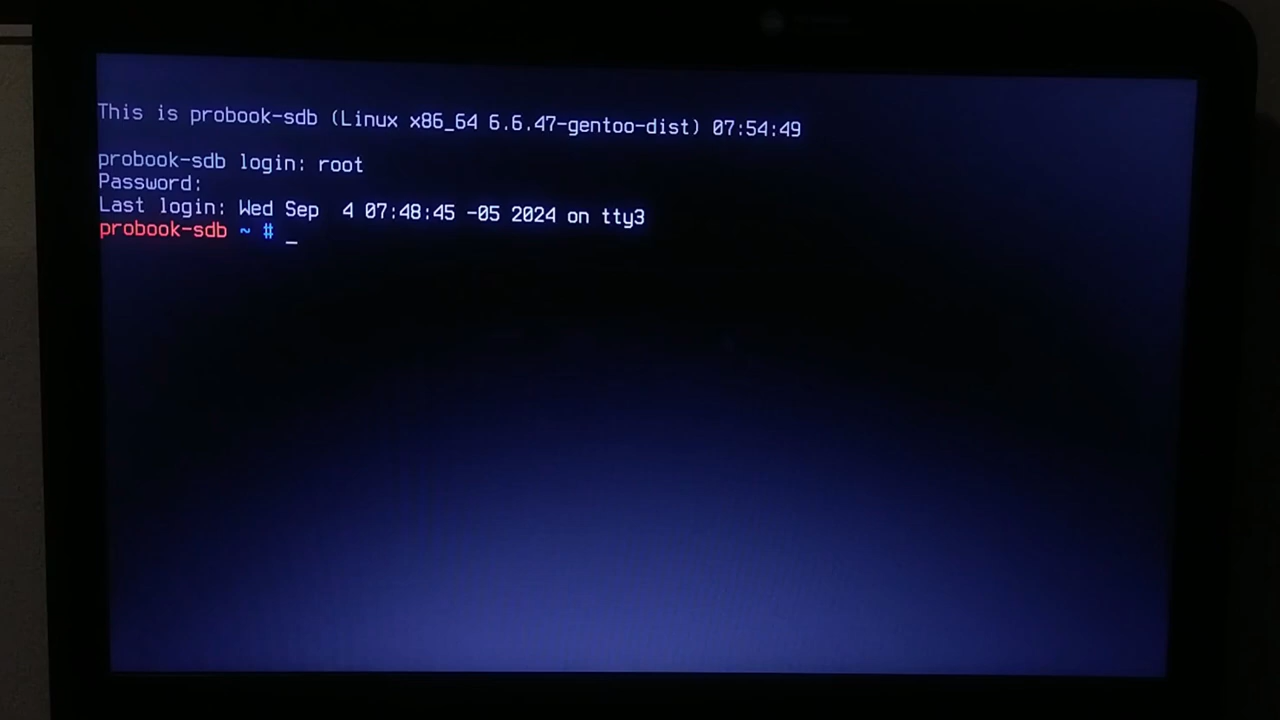 This is probook-sdb (Linux x86_64 6.6.47-gentoo-dist) 07:54:49
probook-sdb login: root
Password:
Last login: Wed Sep  4 07:48:45 -05 2024 on tty3
probook-sdb ~ # _